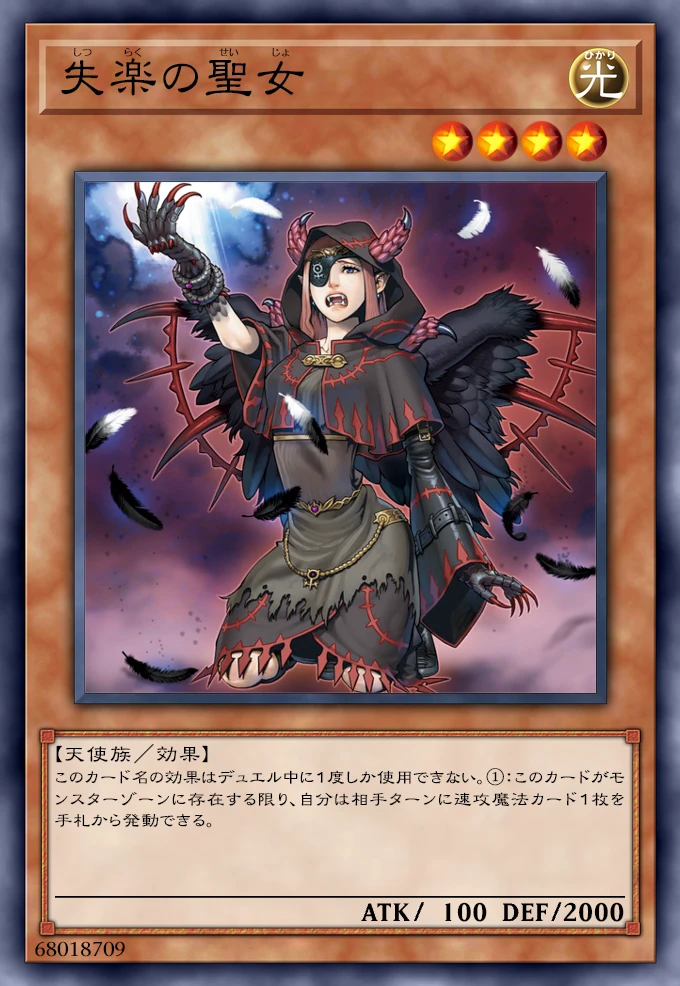 しつ らく せい じょ
失楽の聖女
ひかり
光
【天使族／効果】
このカード名の効果はデュエル中に１度しか使用できない。①：このカードがモ
ンスターゾーンに存在する限り、自分は相手ターンに速攻魔法カード１枚を
手札から発動できる。
ATK/ 100 DEF/2000
68018709